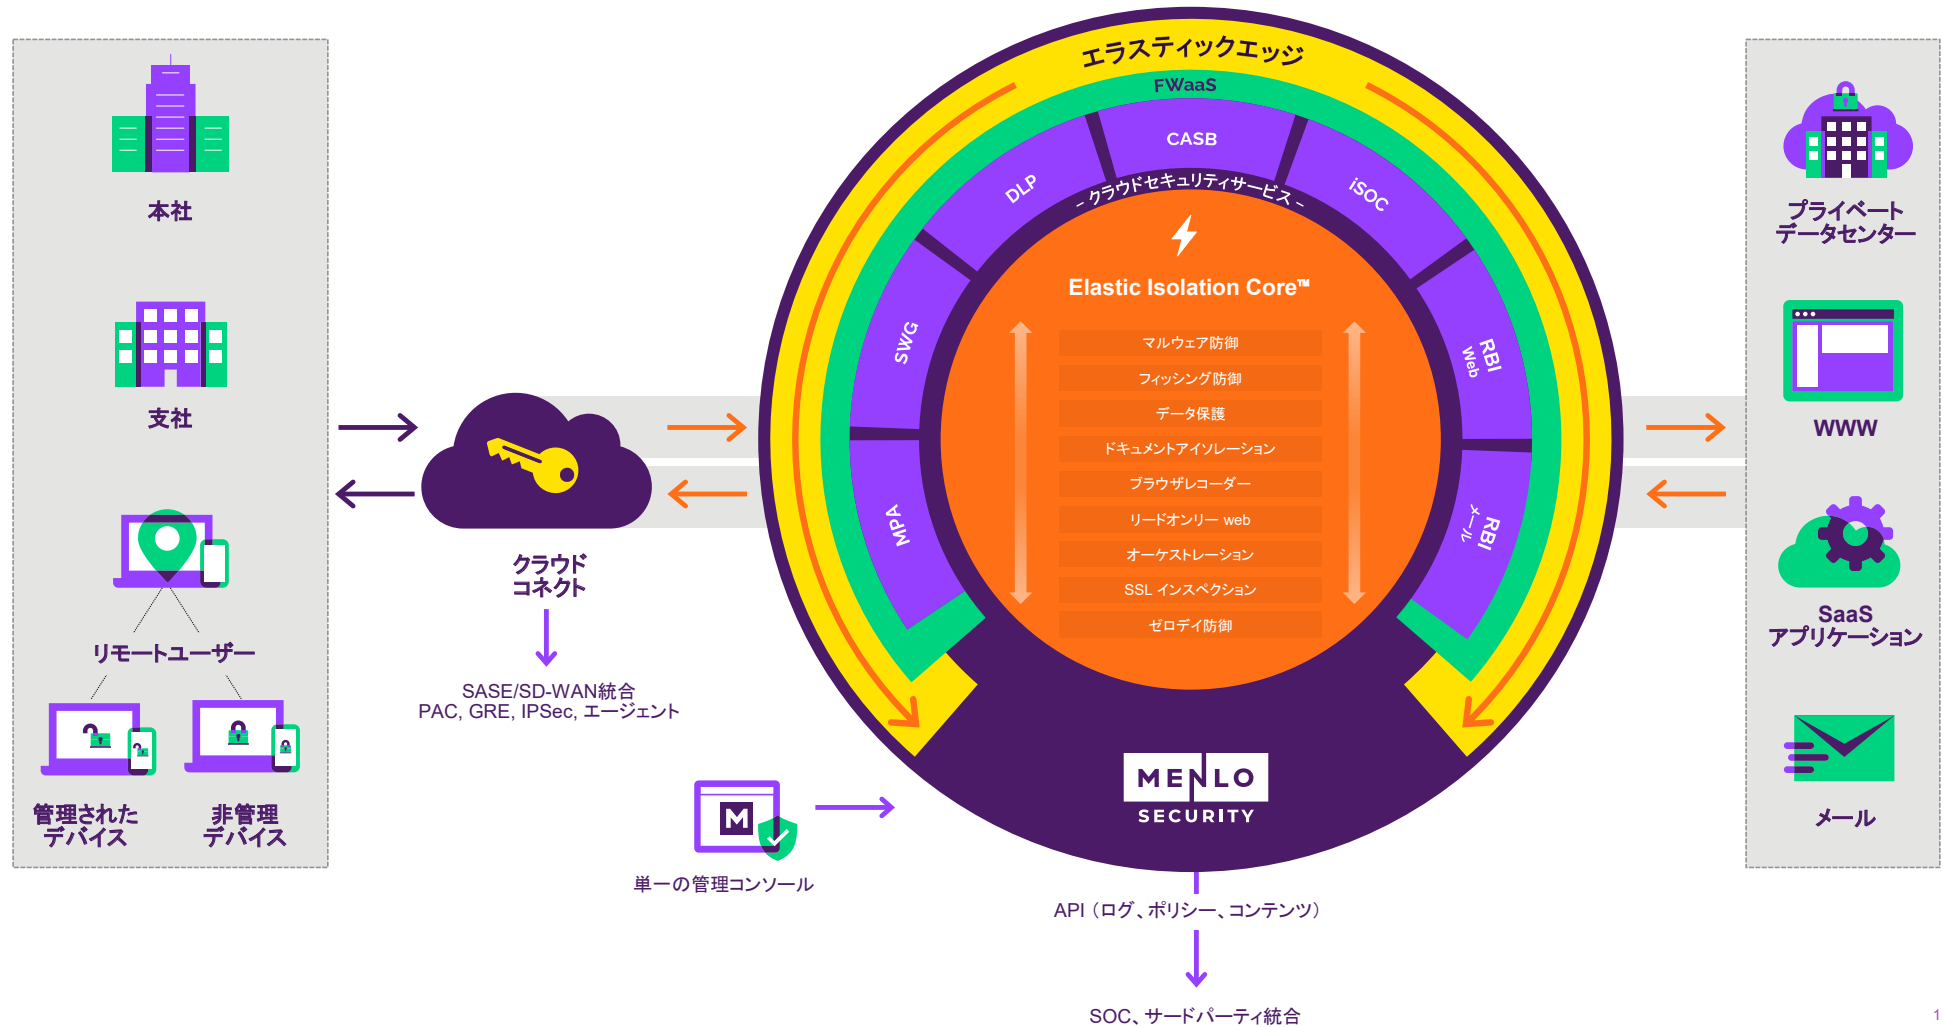 本社
支社
リモートユーザー
管理された
デバイス
非管理
デバイス
クラウド
コネクト
SASE/SD-WAN統合
PAC, GRE, IPSec, エージェント
単一の管理コンソール
エラスティックエッジ
FWaaS
MPA
SWG
DLP
CASB
iSOC
RBI
Web
RBI
メール
– クラウドセキュリティサービス –
Elastic Isolation Core™
マルウェア防御
フィッシング防御
データ保護
ドキュメントアイソレーション
ブラウザレコーダー
リードオンリー web
オーケストレーション
SSL インスペクション
ゼロデイ防御
MENLO
SECURITY
API（ログ、ポリシー、コンテンツ）
SOC、サードパーティ統合
プライベート
データセンター
WWW
SaaS
アプリケーション
メール
M
1